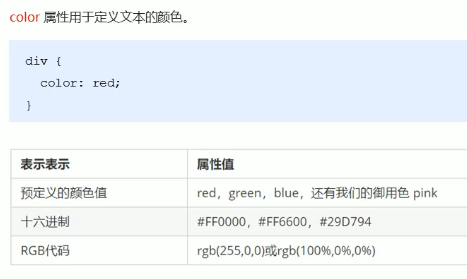 color 属性用于定义文本的颜色。
div {
color: red;
}
表示表示 属性值
预定义的颜色值 red，green，blue，还有我们的御用色 pink
十六进制 #FF0000，#FF6600，#29D794
RGB代码 rgb(255,0,0)或rgb(100%,0%,0%)